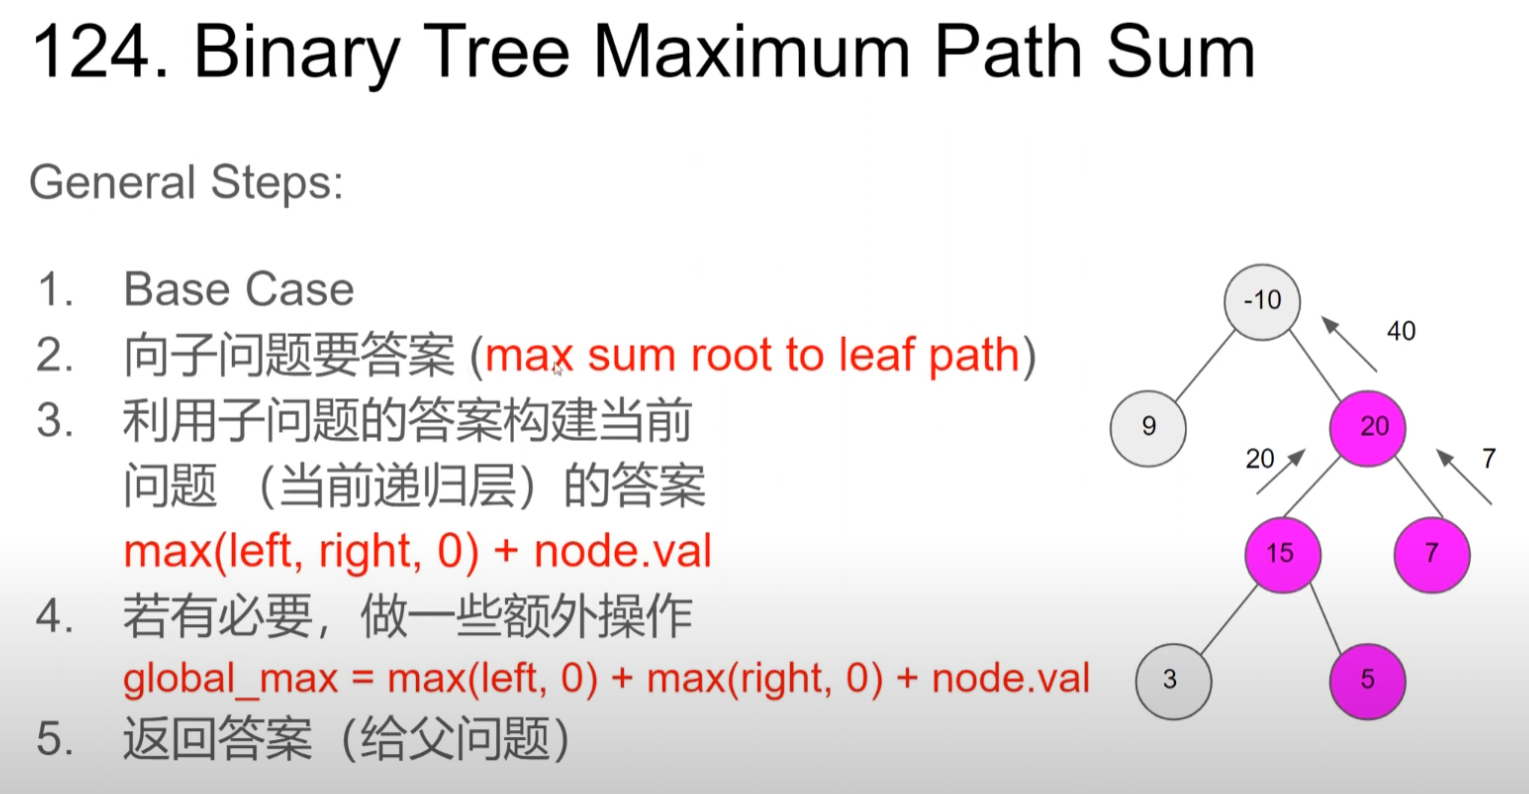 124. Binary Tree Maximum Path Sum
General Steps:
1. Base Case
2. 向子问题要答案 (max sum root to leaf path)
3. 利用子问题的答案构建当前
问题 （当前递归层）的答案
max(left, right, 0) + node.val
4. 若有必要，做一些额外操作
global_max = max(left, 0) + max(right, 0) + node.val
5. 返回答案（给父问题）
-10
40
9
20
20
7
15
7
3
5